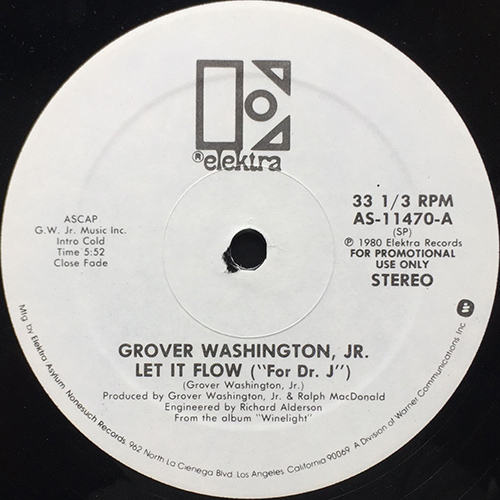 ® elektra
ASCAP
G.W. Jr. Music Inc.
Intro Cold
Time 5:52
Close Fade
33 1/3 RPM
AS-11470-A
(SP)
℗ 1980 Elektra Records
FOR PROMOTIONAL
USE ONLY
STEREO
GROVER WASHINGTON, JR.
LET IT FLOW (''For Dr. J'')
(Grover Washington, Jr.)
Produced by Grover Washington, Jr. & Ralph MacDonald
Engineered by Richard Alderson
From the album "Winelight"
Mfg by Elektra Asylum Nonesuch Records, 962 North La Cienega Blvd. Los Angeles, California 90069 A Division of Warner Communications Inc